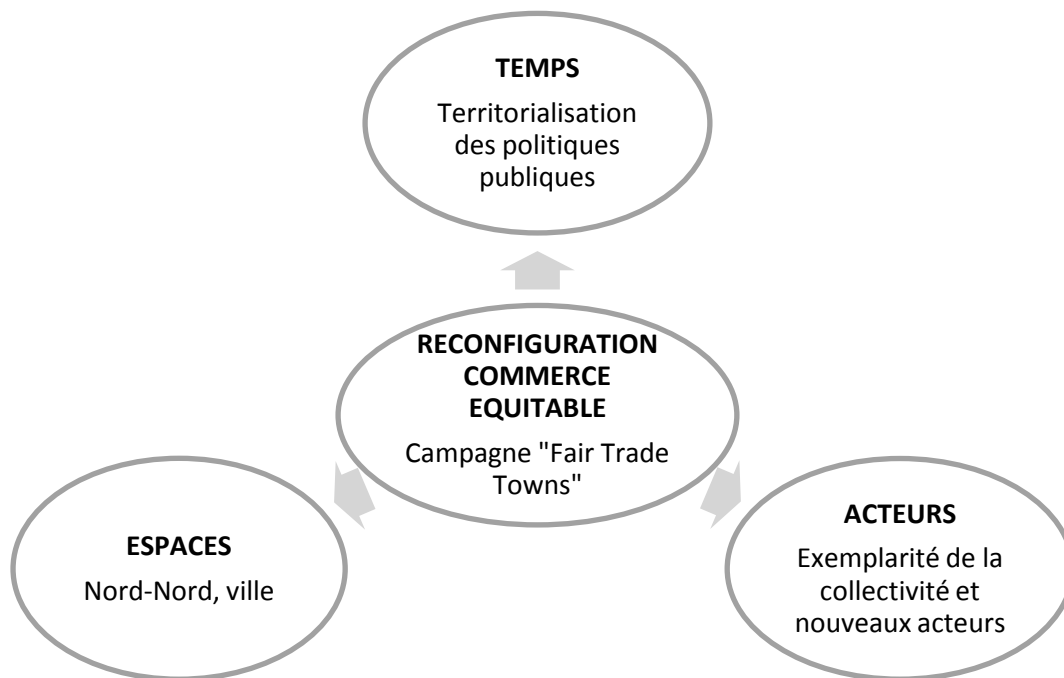 TEMPS
Territorialisation
des politiques
publiques
RECONFIGURATION
COMMERCE
EQUITABLE
Campagne "Fair Trade
Towns"
ESPACES
Nord-Nord, ville
ACTEURS
Exemplarité de la
collectivité et
nouveaux acteurs